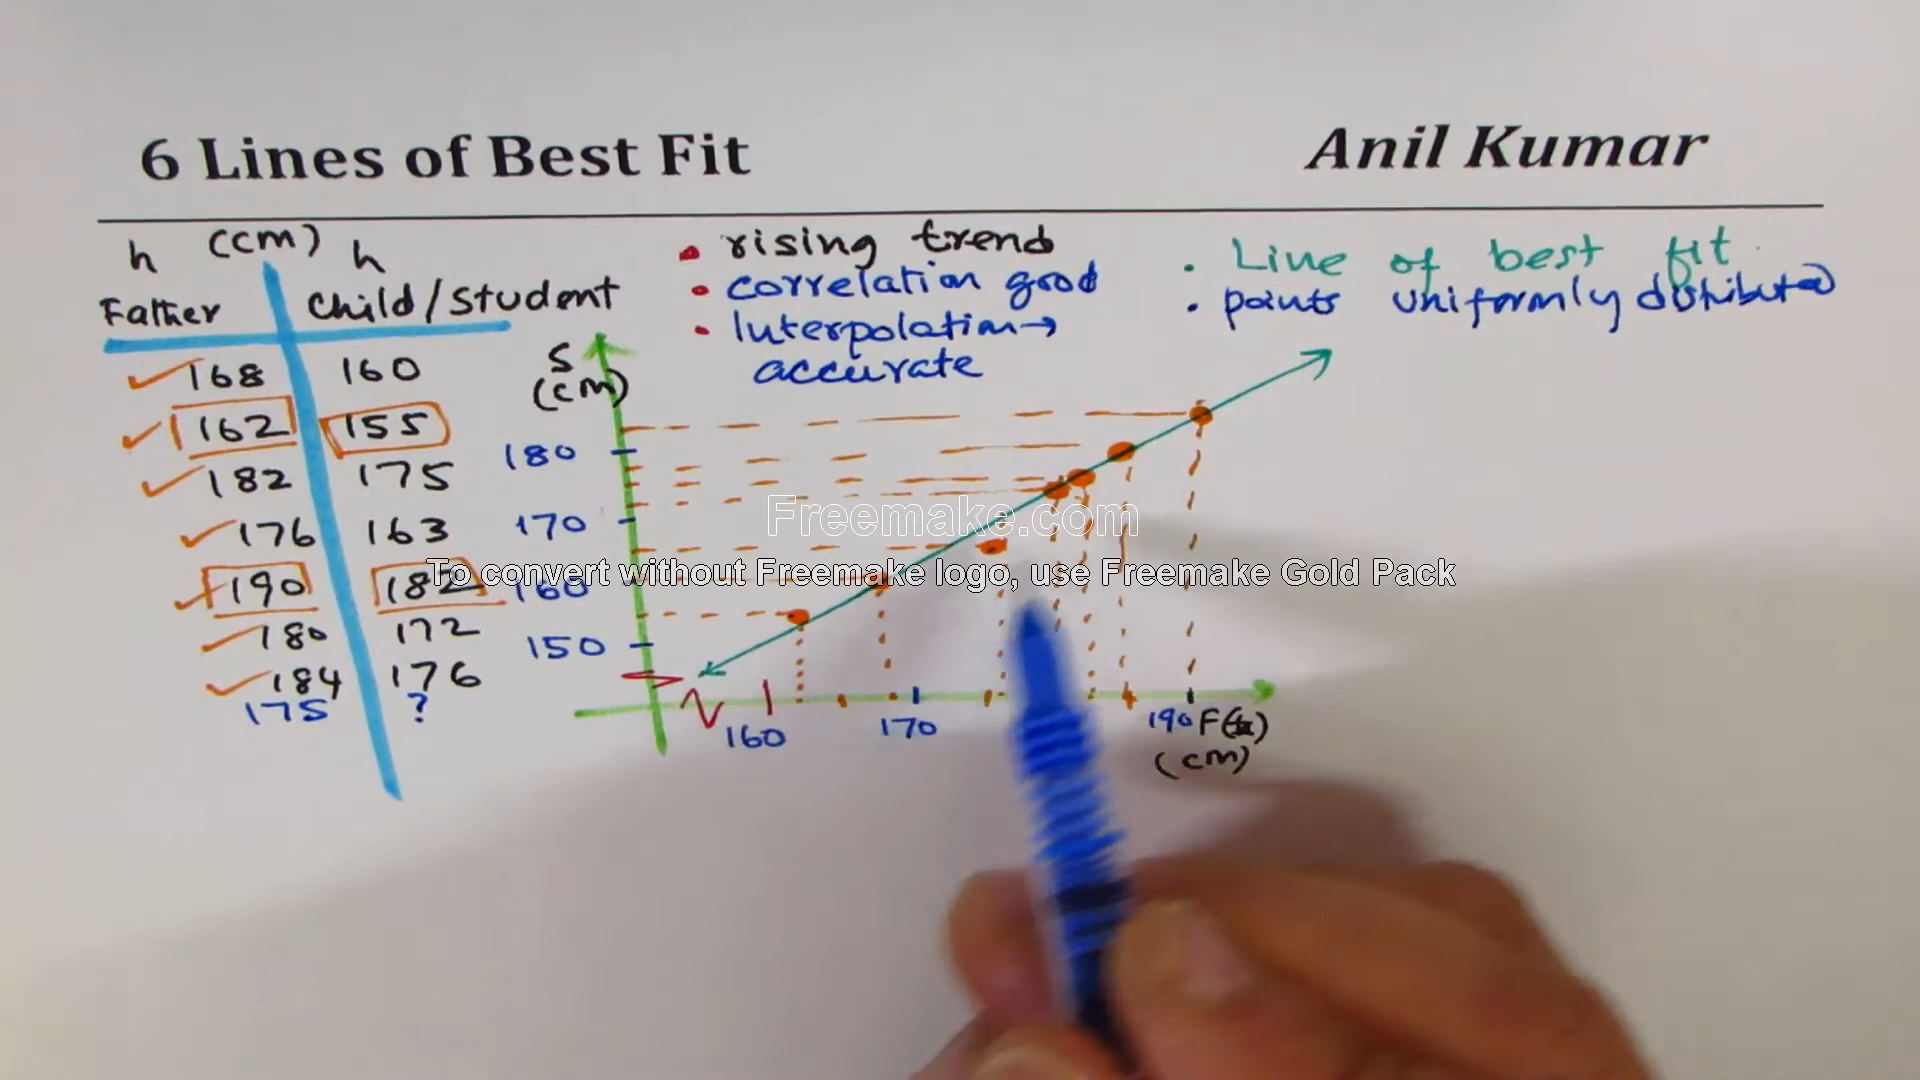 6 Lines of Best Fit
Anil Kumar
h (cm) h
Father Child/Student
168 160
162 155
182 175
176 163
190 182
180 172
184 176
175 ?
• rising trend
• correlation good
• Interpolation→
accurate
• Line of best fit
• points uniformly distributed
S
(cm)
180
170
160
150
160 170 190 F
(cm)
Freemake.com
To convert without Freemake logo, use Freemake Gold Pack